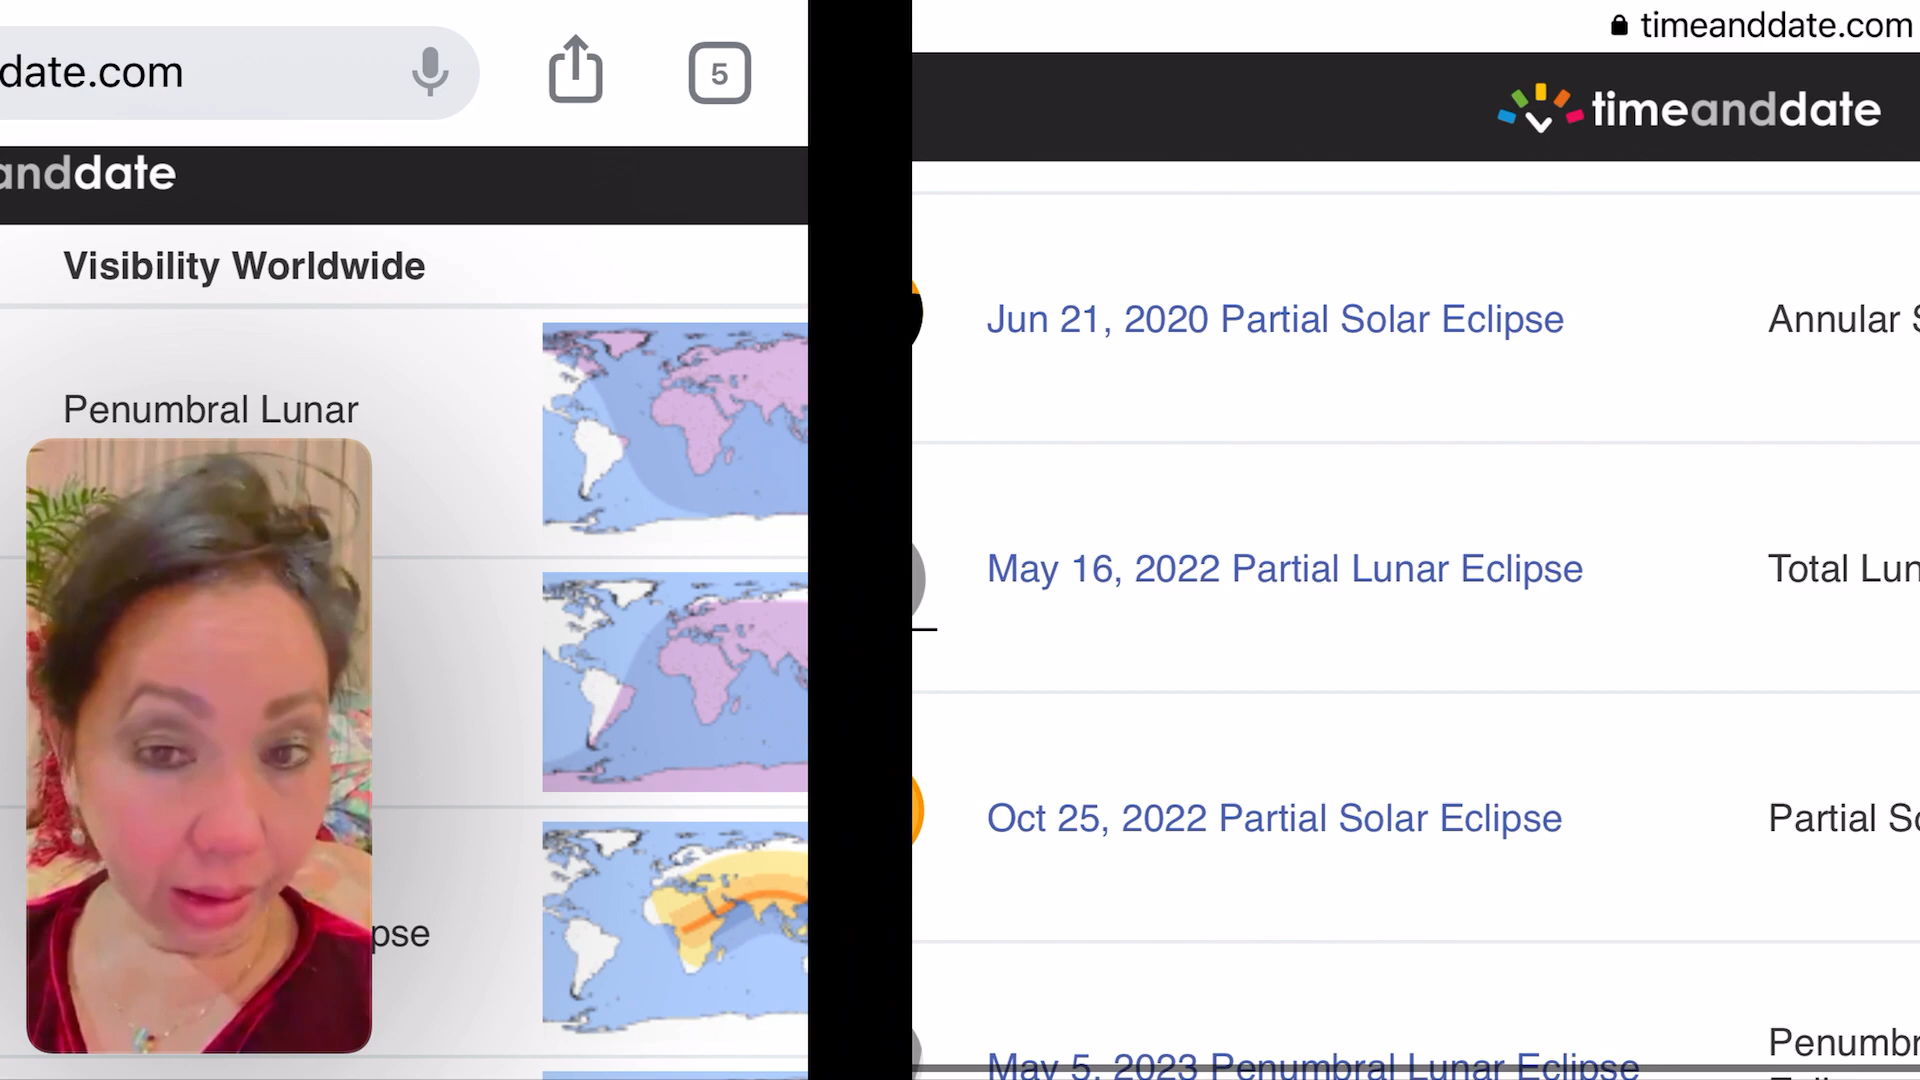 date.com
5
anddate
Visibility Worldwide
Penumbral Lunar
pse
timeanddate.com
timeanddate
Jun 21, 2020 Partial Solar Eclipse
Annular S
May 16, 2022 Partial Lunar Eclipse
Total Lun
Oct 25, 2022 Partial Solar Eclipse
Partial So
May 5, 2023 Penumbral Lunar Eclipse
Penumbr